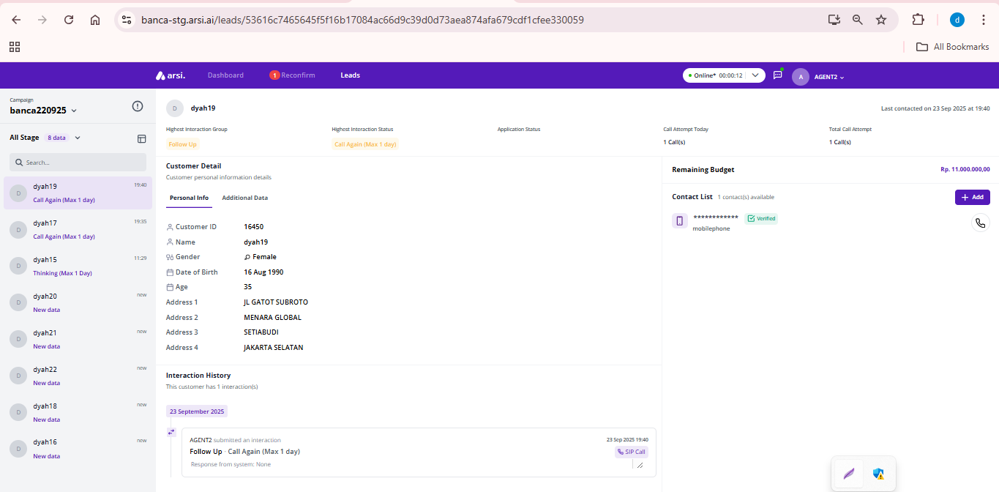 banca-stg.arsi.ai/leads/53616c7465645f5f16b17084ac66d9c39d0d73aea874afa679cdf1cfee330059
d
All Bookmarks
arsi.
Dashboard
1 Reconfirm
Leads
Online* 00:00:12
A
AGENT2
Campaign
banca220925
All Stage 8 data
Search...
D
dyah19
19:40
Call Again (Max 1 day)
D
dyah17
19:35
Call Again (Max 1 day)
D
dyah15
11:29
Thinking (Max 1 Day)
D
dyah20
new
New data
D
dyah21
new
New data
D
dyah22
new
New data
D
dyah18
new
New data
D
dyah16
new
New data
D
dyah19
Last contacted on 23 Sep 2025 at 19:40
Highest Interaction Group
Follow Up
Highest Interaction Status
Call Again (Max 1 day)
Application Status
Call Attempt Today
1 Call(s)
Total Call Attempt
1 Call(s)
Customer Detail
Customer personal information details
Personal Info
Additional Data
Customer ID 16450
Name dyah19
Gender Female
Date of Birth 16 Aug 1990
Age 35
Address 1 JL GATOT SUBROTO
Address 2 MENARA GLOBAL
Address 3 SETIABUDI
Address 4 JAKARTA SELATAN
Interaction History
This customer has 1 interaction(s)
23 September 2025
AGENT2 submitted an interaction
23 Sep 2025 19:40
Follow Up - Call Again (Max 1 day)
SIP Call
Response from system: None
Remaining Budget
Rp. 11.000.000,00
Contact List 1 contact(s) available
+ Add
************ Verified
mobilephone